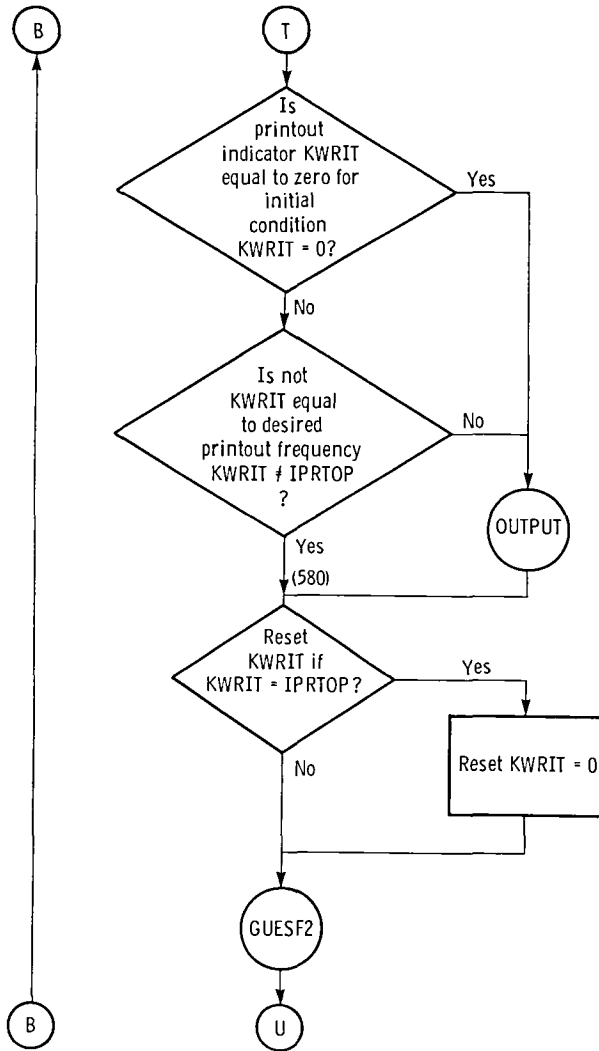 B
T
Is
printout
indicator KWRIT
equal to zero for
initial
condition
KWRIT = 0?
Yes
No
Is not
KWRIT equal
to desired
printout frequency
KWRIT ≠ IPRTOP
?
No
OUTPUT
Yes
(580)
Reset
KWRIT if
KWRIT = IPRTOP?
Yes
Reset KWRIT = 0
No
GUESF2
B
U